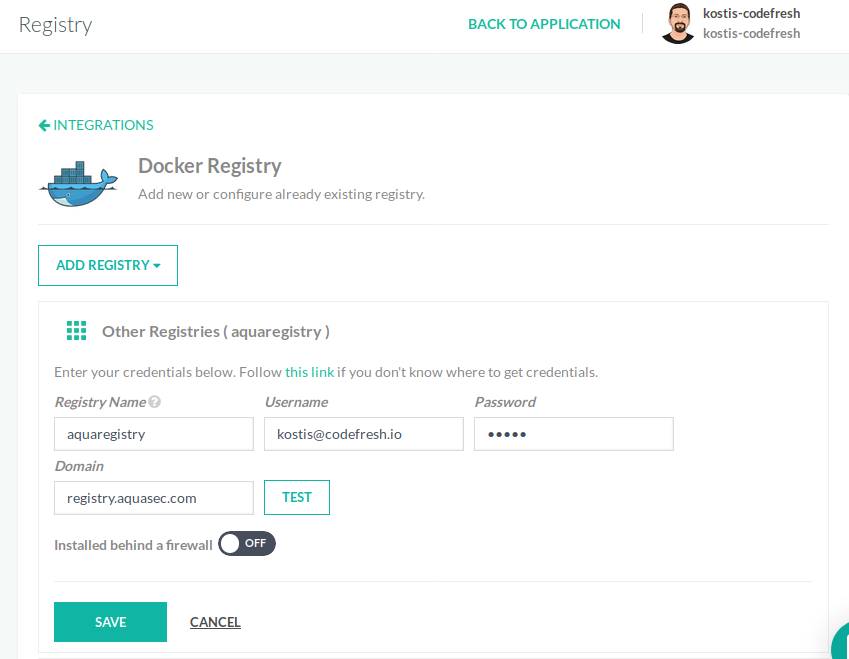 Registry
BACK TO APPLICATION
kostis-codefresh
kostis-codefresh
INTEGRATIONS
Docker Registry
Add new or configure already existing registry.
ADD REGISTRY
Other Registries ( aquaregistry )
Enter your credentials below. Follow this link if you don't know where to get credentials.
Registry Name ? Username Password
aquaregistry kostis@codefresh.io •••••
Domain
registry.aquasec.com TEST
Installed behind a firewall OFF
SAVE CANCEL